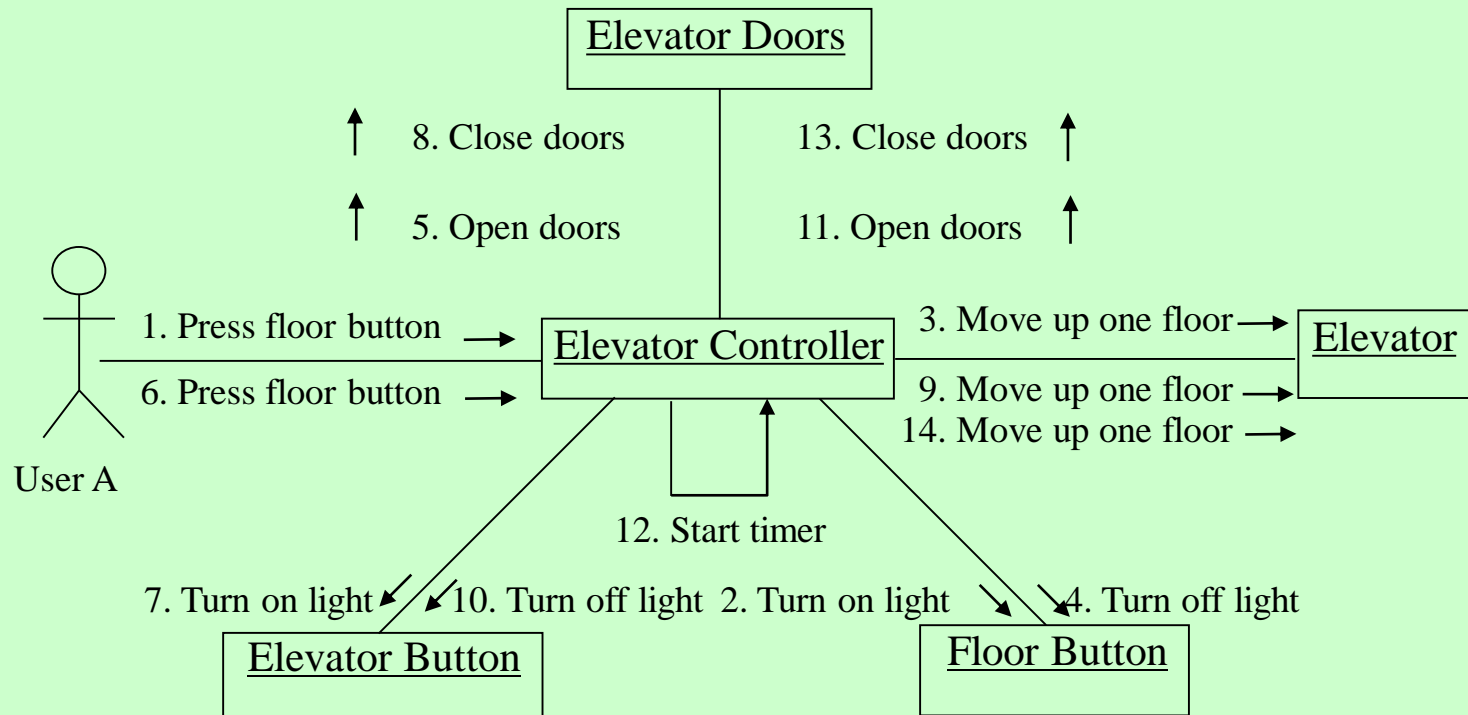 Elevator Doors
8. Close doors
13. Close doors
5. Open doors
11. Open doors
1. Press floor button
3. Move up one floor
Elevator Controller
Elevator
6. Press floor button
9. Move up one floor
14. Move up one floor
User A
12. Start timer
7. Turn on light
10. Turn off light
2. Turn on light
4. Turn off light
Elevator Button
Floor Button